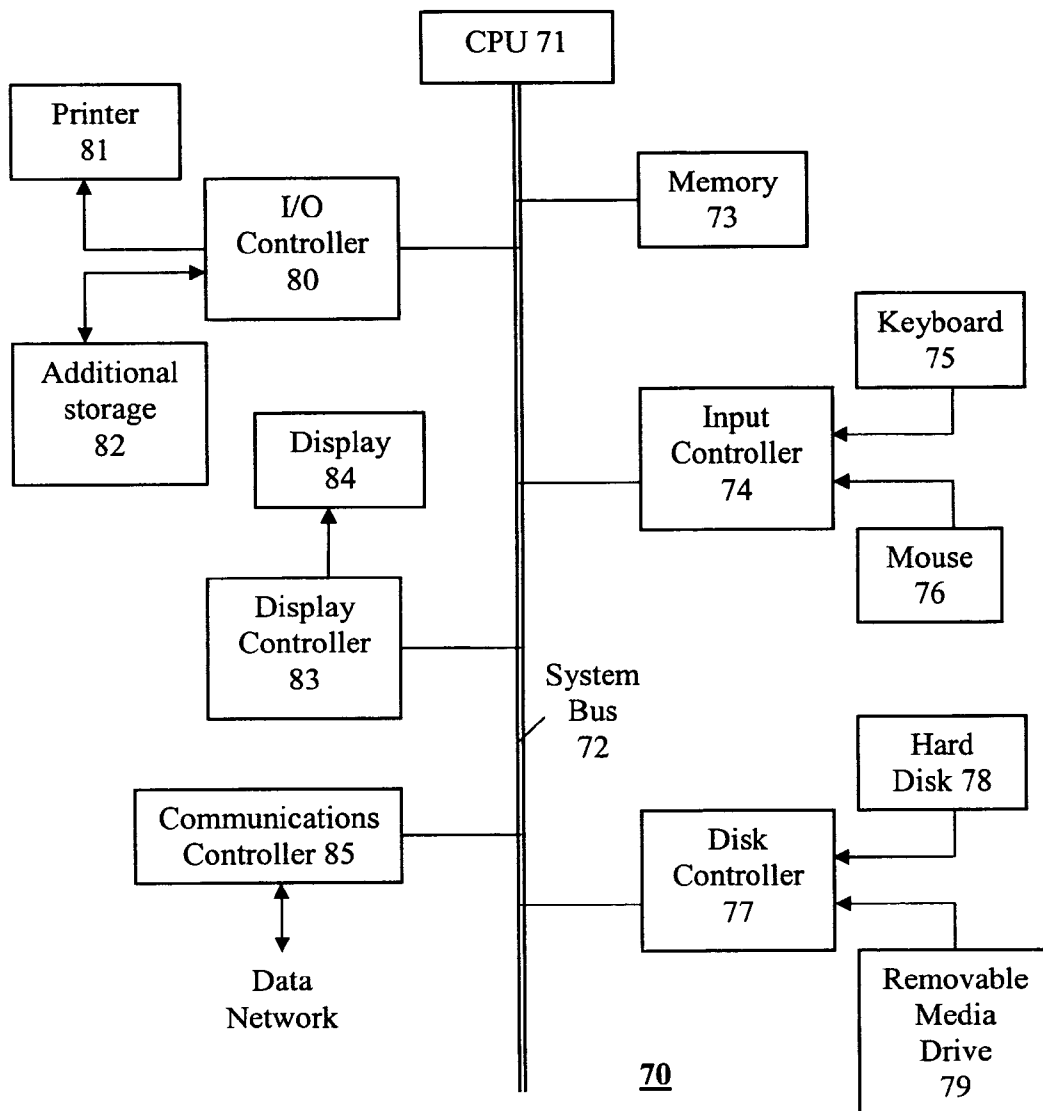 CPU 71
Printer
81
I/O
Controller
80
Memory
73
Additional
storage
82
Keyboard
75
Display
84
Input
Controller
74
Mouse
76
Display
Controller
83
System
Bus
72
Hard
Disk 78
Communications
Controller 85
Disk
Controller
77
Data
Network
Removable
Media
Drive
79
70